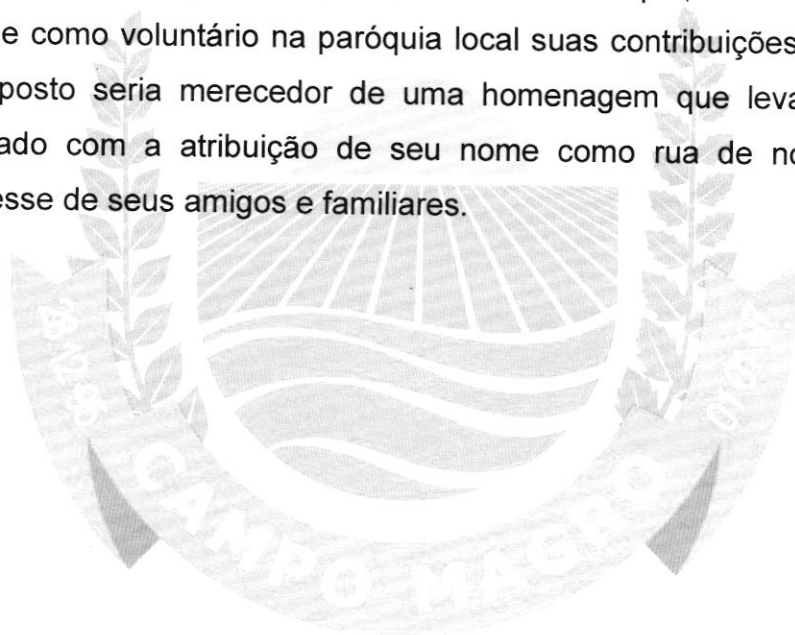 e como voluntário na paróquia local suas contribuições
posto seria merecedor de uma homenagem que leva
ado com a atribuição de seu nome como rua de no
esse de seus amigos e familiares.
CAMPO MAGRO